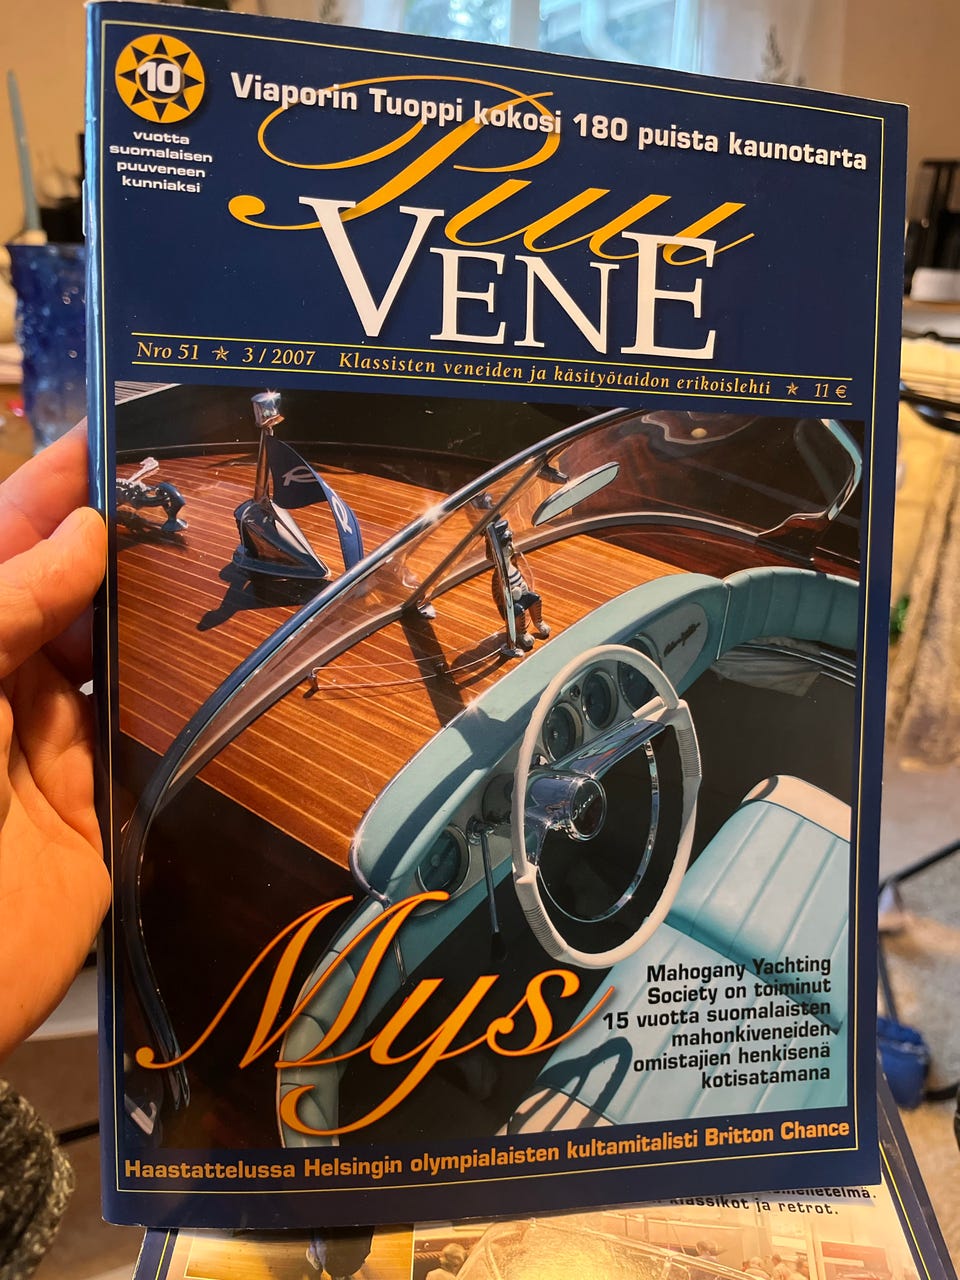 10
vuotta
suomalaisen
puuveneen
kunniaksi
Viaporin Tuoppi kokosi 180 puista kaunotarta
Puu
VENE
Nro 51 ★ 3 / 2007 Klassisten veneiden ja käsityötaidon erikoislehti ★ 11 €
R
Mys
Mahogany Yachting
Society on toiminut
15 vuotta suomalaisten
mahonkiveneiden
omistajien henkisenä
kotisatamana
Haastattelussa Helsingin olympialaisten kultamitalisti Britton Chance
klassikot ja retrot.